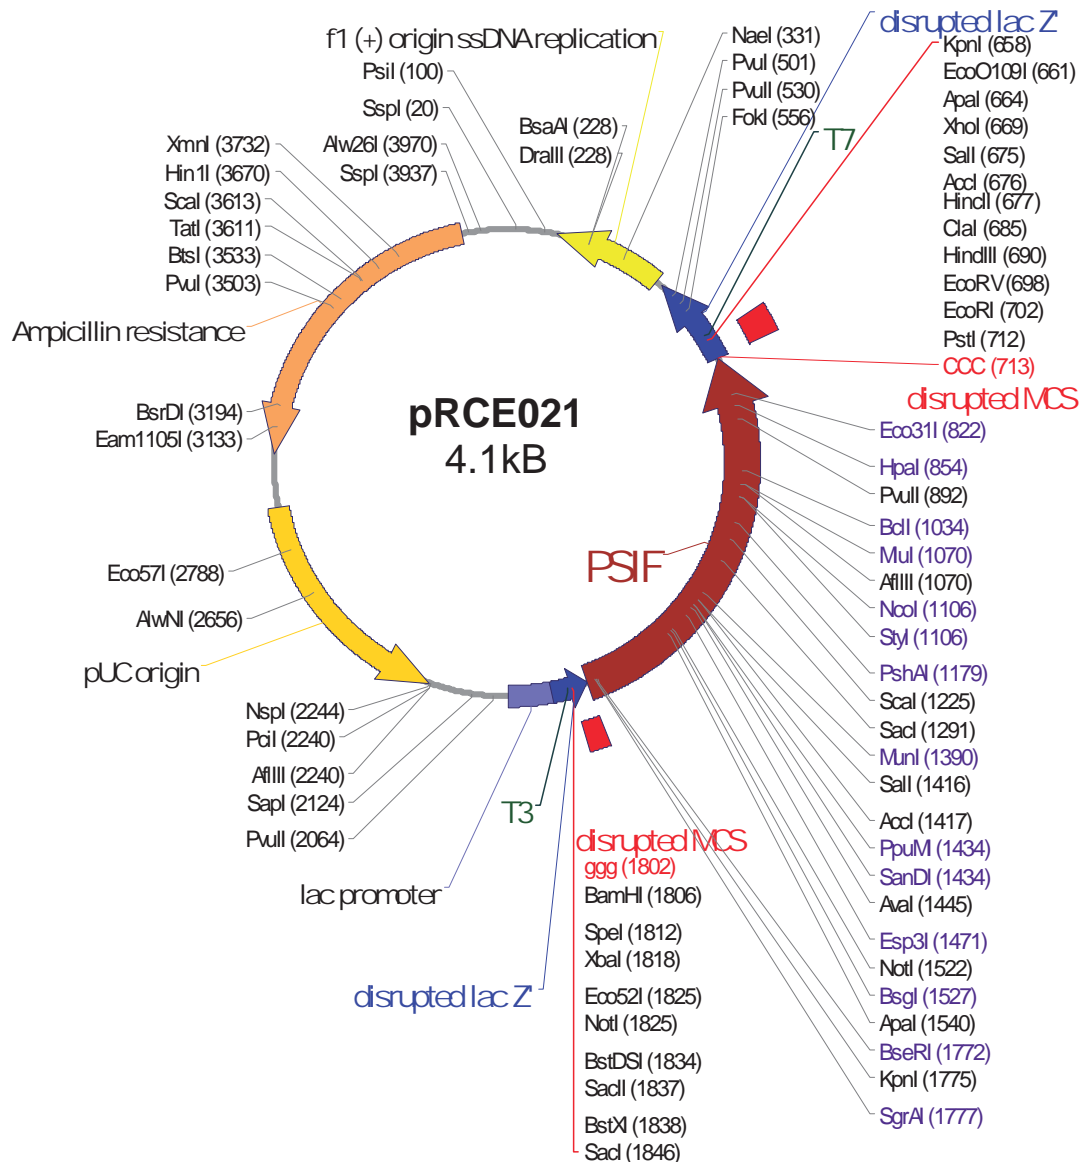 f1 (+) origin ssDNA replication
PsiI (100)
SspI (20)
Alw26I (3970)
SspI (3937)
BsaAI (228)
DraIII (228)
XmnI (3732)
Hin1I (3670)
ScaI (3613)
TatI (3611)
BtsI (3533)
PvuI (3503)
Ampicillin resistance
BsrDI (3194)
Eam1105I (3133)
Eco57I (2788)
AlwNI (2656)
pUC origin
NspI (2244)
PciI (2240)
AflIII (2240)
SapI (2124)
PvuII (2064)
lac promoter
pRCE021
4.1kB
NaeI (331)
PvuI (501)
PvuII (530)
FokI (556)
T7
disrupted lac Z'
KpnI (658)
EcoO109I (661)
ApaI (664)
XhoI (669)
SalI (675)
AccI (676)
HincII (677)
ClaI (685)
HindIII (690)
EcoRV (698)
EcoRI (702)
PstI (712)
CCC (713)
disrupted MCS
Eco31I (822)
HpaI (854)
PvuII (892)
BclI (1034)
MluI (1070)
AflIII (1070)
NcoI (1106)
StyI (1106)
PshAI (1179)
ScaI (1225)
SacI (1291)
MunI (1390)
SalI (1416)
AccI (1417)
PpuMI (1434)
SanDI (1434)
AvaI (1445)
Esp3I (1471)
NotI (1522)
BsgI (1527)
ApaI (1540)
BseRI (1772)
KpnI (1775)
SgrAI (1777)
PSIF
T3
disrupted MCS
ggg (1802)
BamHI (1806)
SpeI (1812)
XbaI (1818)
Eco52I (1825)
NotI (1825)
BstDSI (1834)
SacII (1837)
BstXI (1838)
SacI (1846)
disrupted lac Z'